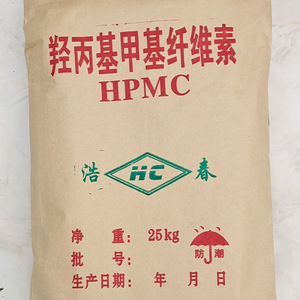 羟丙基甲基纤维素
HPMC
浩 HC 春
净 重: 25kg
批 号:
防潮
生产日期: 年 月 日